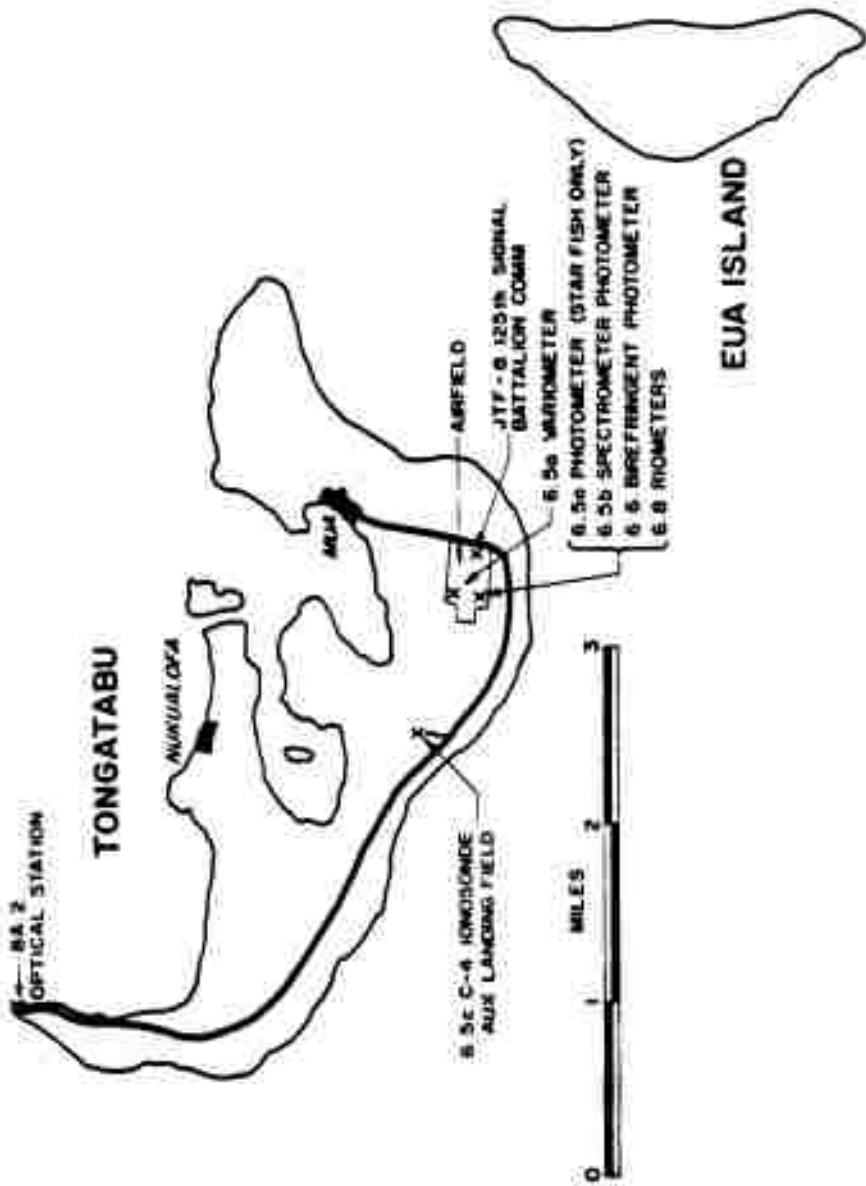 8A 2
OPTICAL STATION
TONGATABU
NUKUALOFA
MUA
AIRFIELD
JTF-8 125th SIGNAL
BATTALION COMM
6.5a VARIOMETER
6.5a PHOTOMETER (STAR FISH ONLY)
6.5b SPECTROMETER PHOTOMETER
6.6 BIREFRINGENT PHOTOMETER
6.8 RIOMETERS
6.5c C-4 IONOSONDE
AUX LANDING FIELD
EUA ISLAND
MILES
0 1 2 3